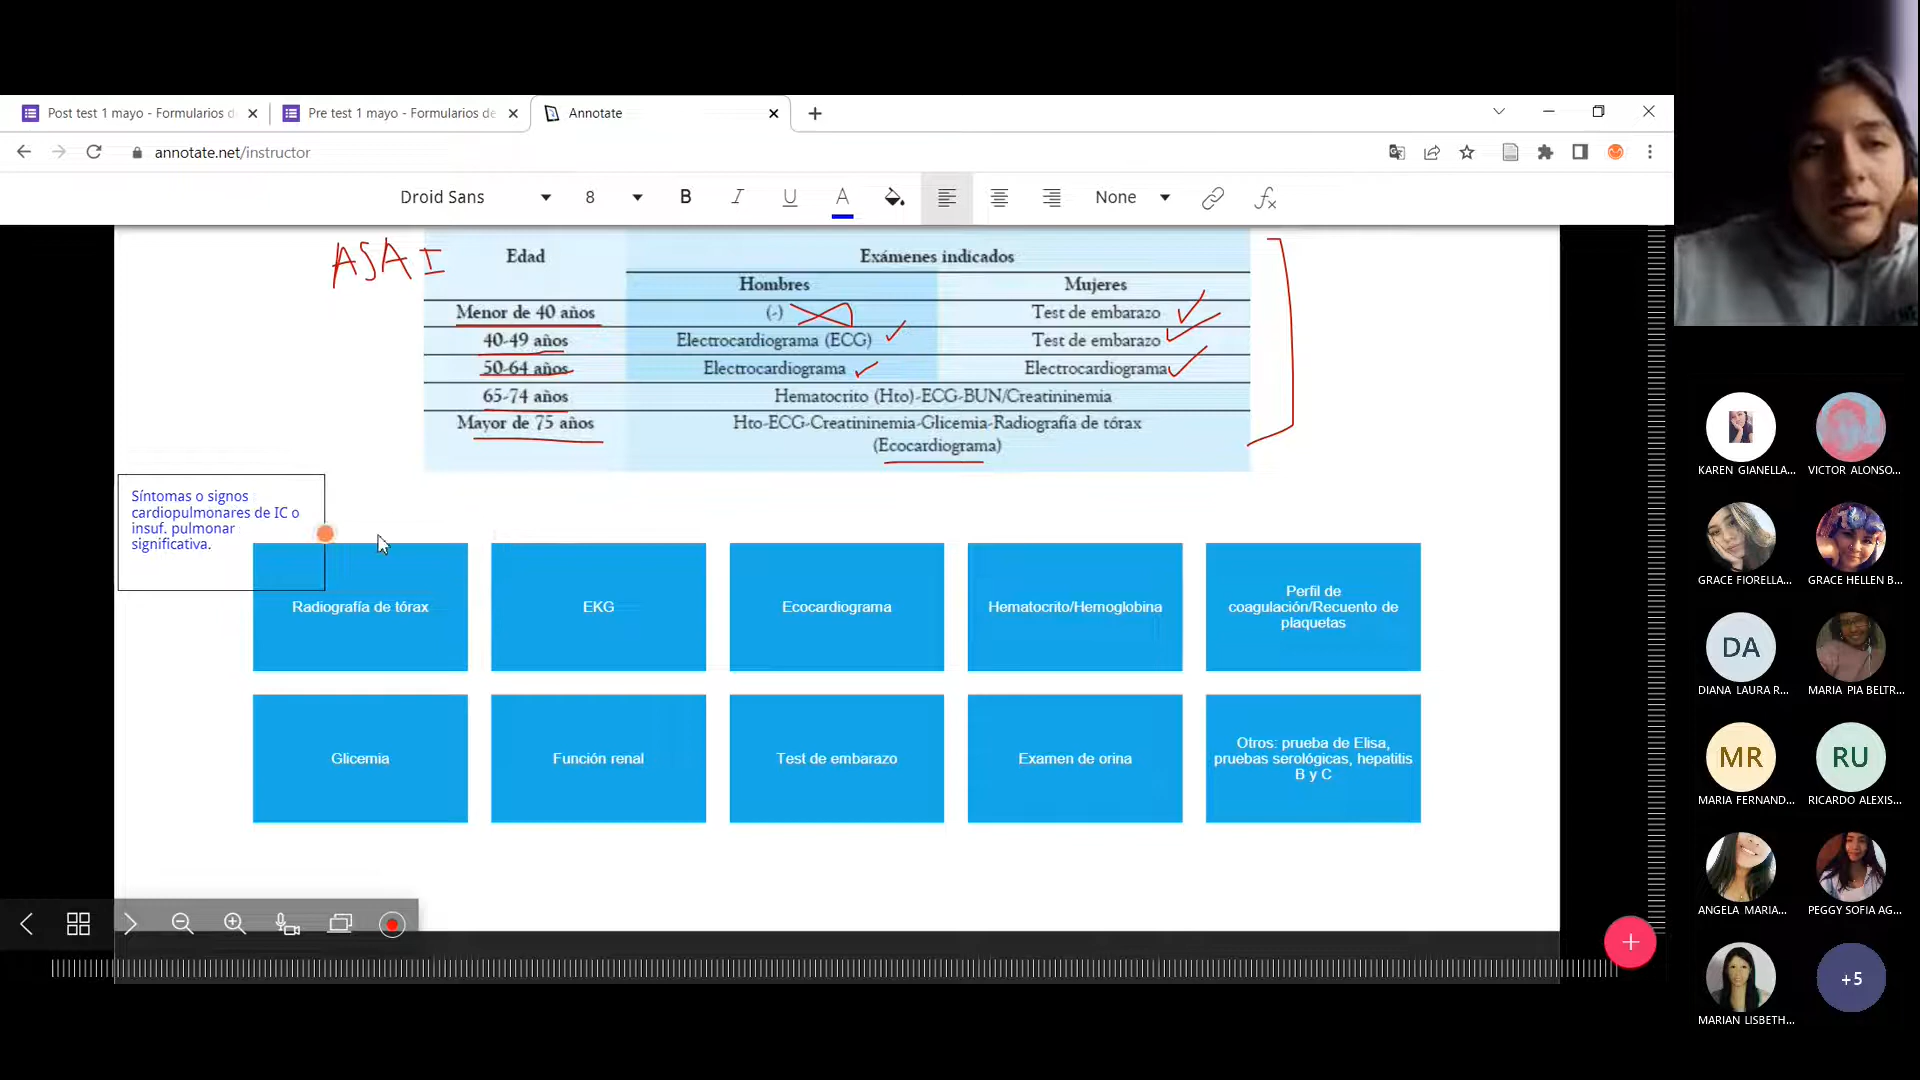 Post test 1 mayo - Formularios d
Pre test 1 mayo - Formularios de
Annotate
annotate.net/instructor
Droid Sans
8
B
I
U
A
None
fx
ASA I
Edad
Exámenes indicados
Hombres
Mujeres
Menor de 40 años
(-)
Test de embarazo
40-49 años
Electrocardiograma (ECG)
Test de embarazo
50-64 años
Electrocardiograma
Electrocardiograma
65-74 años
Hematocrito (Hto)-ECG-BUN/Creatininemia
Mayor de 75 años
Hto-ECG-Creatininemia-Glicemia-Radiografía de tórax
(Ecocardiograma)
Síntomas o signos
cardiopulmonares de IC o
insuf. pulmonar
significativa.
Radiografía de tórax
EKG
Ecocardiograma
Hematocrito/Hemoglobina
Perfil de
coagulación/Recuento de
plaquetas
Glicemia
Función renal
Test de embarazo
Examen de orina
Otros: prueba de Elisa,
pruebas serológicas, hepatitis
B y C
KAREN GIANELLA...
VICTOR ALONSO...
GRACE FIORELLA...
GRACE HELLEN B...
DA
DIANA LAURA R...
MARIA PIA BELTR...
MR
MARIA FERNAND...
RU
RICARDO ALEXIS...
ANGELA MARIA...
PEGGY SOFIA AG...
MARIAN LISBETH...
+5